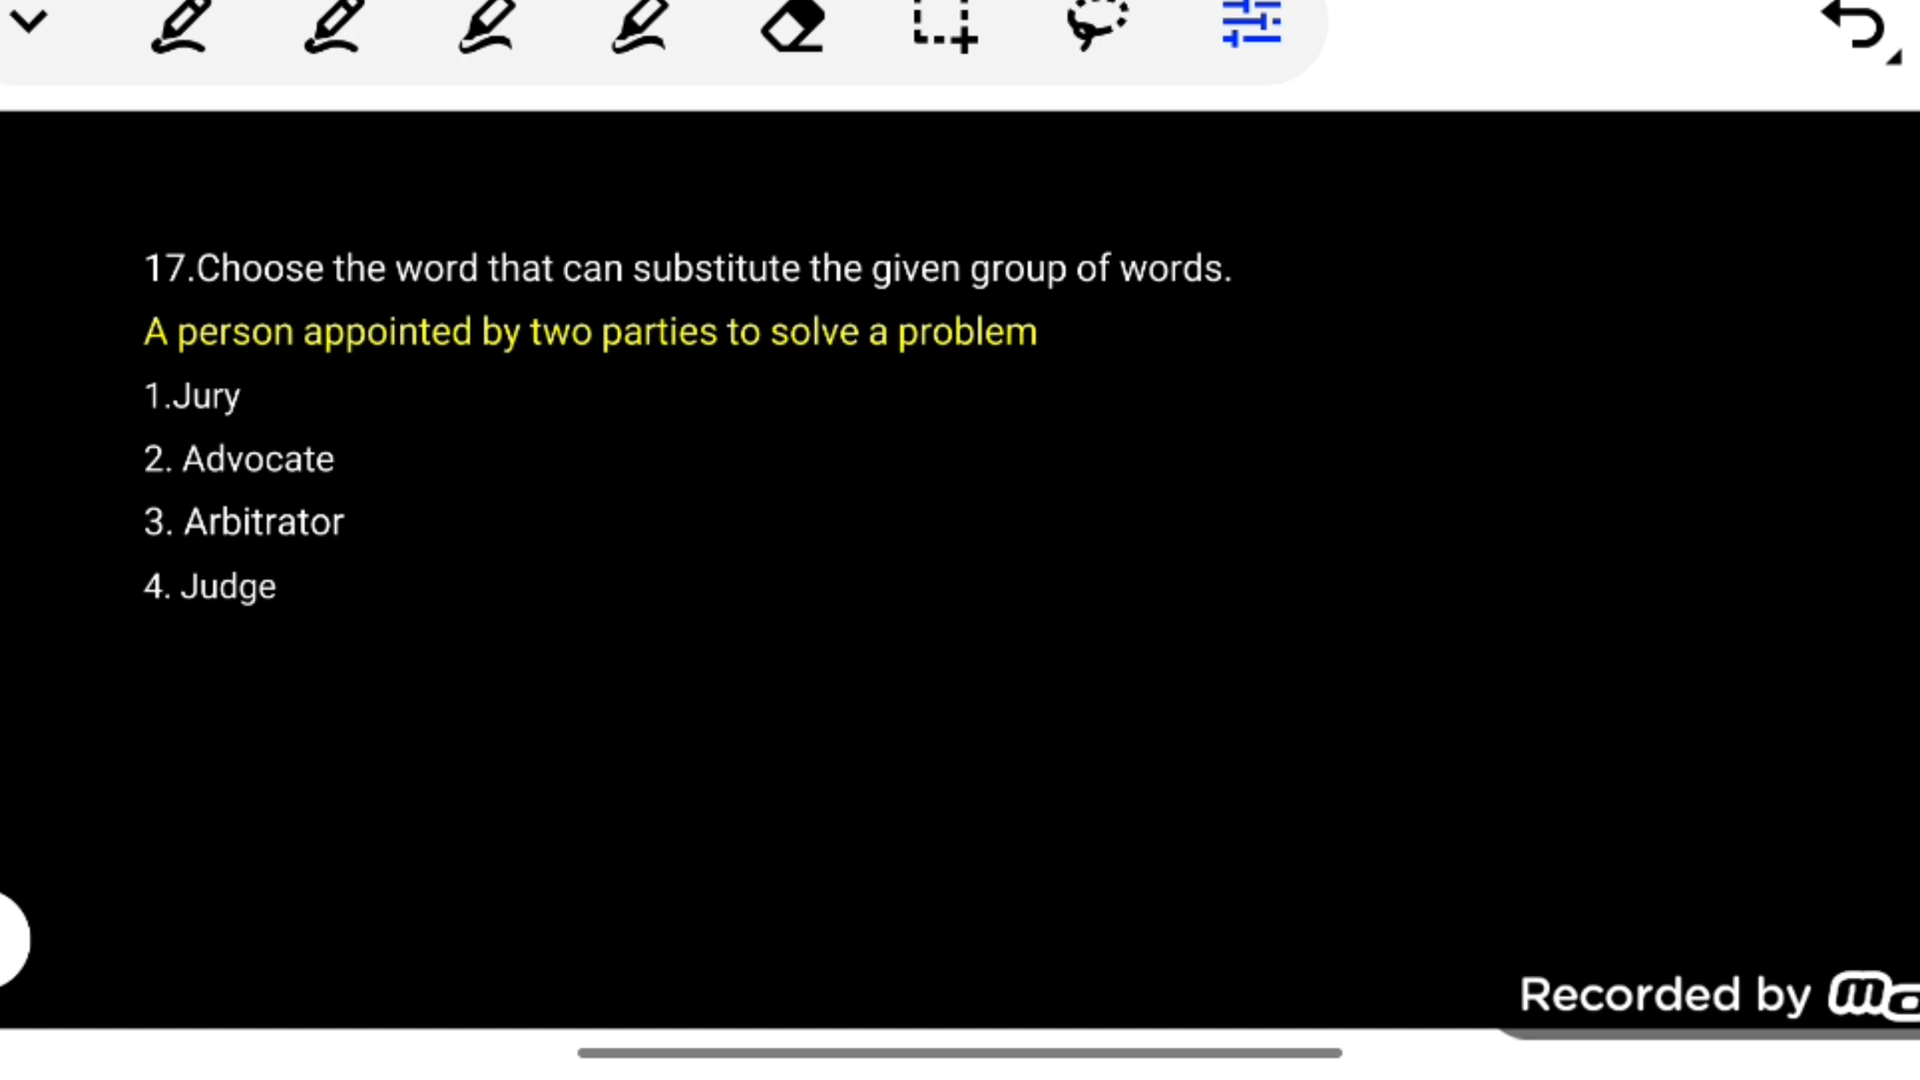 17.Choose the word that can substitute the given group of words.
A person appointed by two parties to solve a problem
1.Jury
2. Advocate
3. Arbitrator
4. Judge
Recorded by